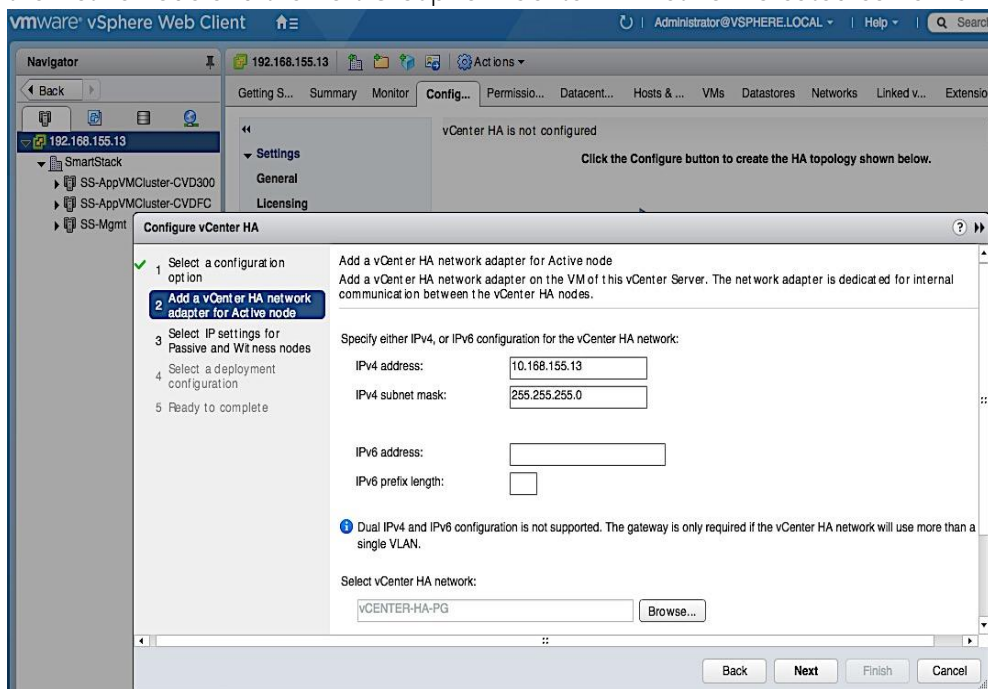 vmware® vSphere Web Client
Administrator@VSPHERE.LOCAL | Help | Search
Navigator
192.168.155.13 Actions
Back
Getting S... Summary Monitor Config... Permissio... Datacent... Hosts & ... VMs Datastores Networks Linked v... Extensio
192.168.155.13
SmartStack
SS-AppVMCluster-CVD300
SS-AppVMCluster-CVDFC
SS-Mgmt
Settings
General
Licensing
vCenter HA is not configured
Click the Configure button to create the HA topology shown below.
Configure vCenter HA
1 Select a configuration
option
2 Add a vCenter HA network
adapter for Active node
3 Select IP settings for
Passive and Witness nodes
4 Select a deployment
configuration
5 Ready to complete
Add a vCenter HA network adapter for Active node
Add a vCenter HA network adapter on the VM of this vCenter Server. The network adapter is dedicated for internal
communication between the vCenter HA nodes.
Specify either IPv4, or IPv6 configuration for the vCenter HA network:
IPv4 address: 10.168.155.13
IPv4 subnet mask: 255.255.255.0
IPv6 address:
IPv6 prefix length:
Dual IPv4 and IPv6 configuration is not supported. The gateway is only required if the vCenter HA network will use more than a
single VLAN.
Select vCenter HA network:
vCENTER-HA-PG Browse...
Back Next Finish Cancel